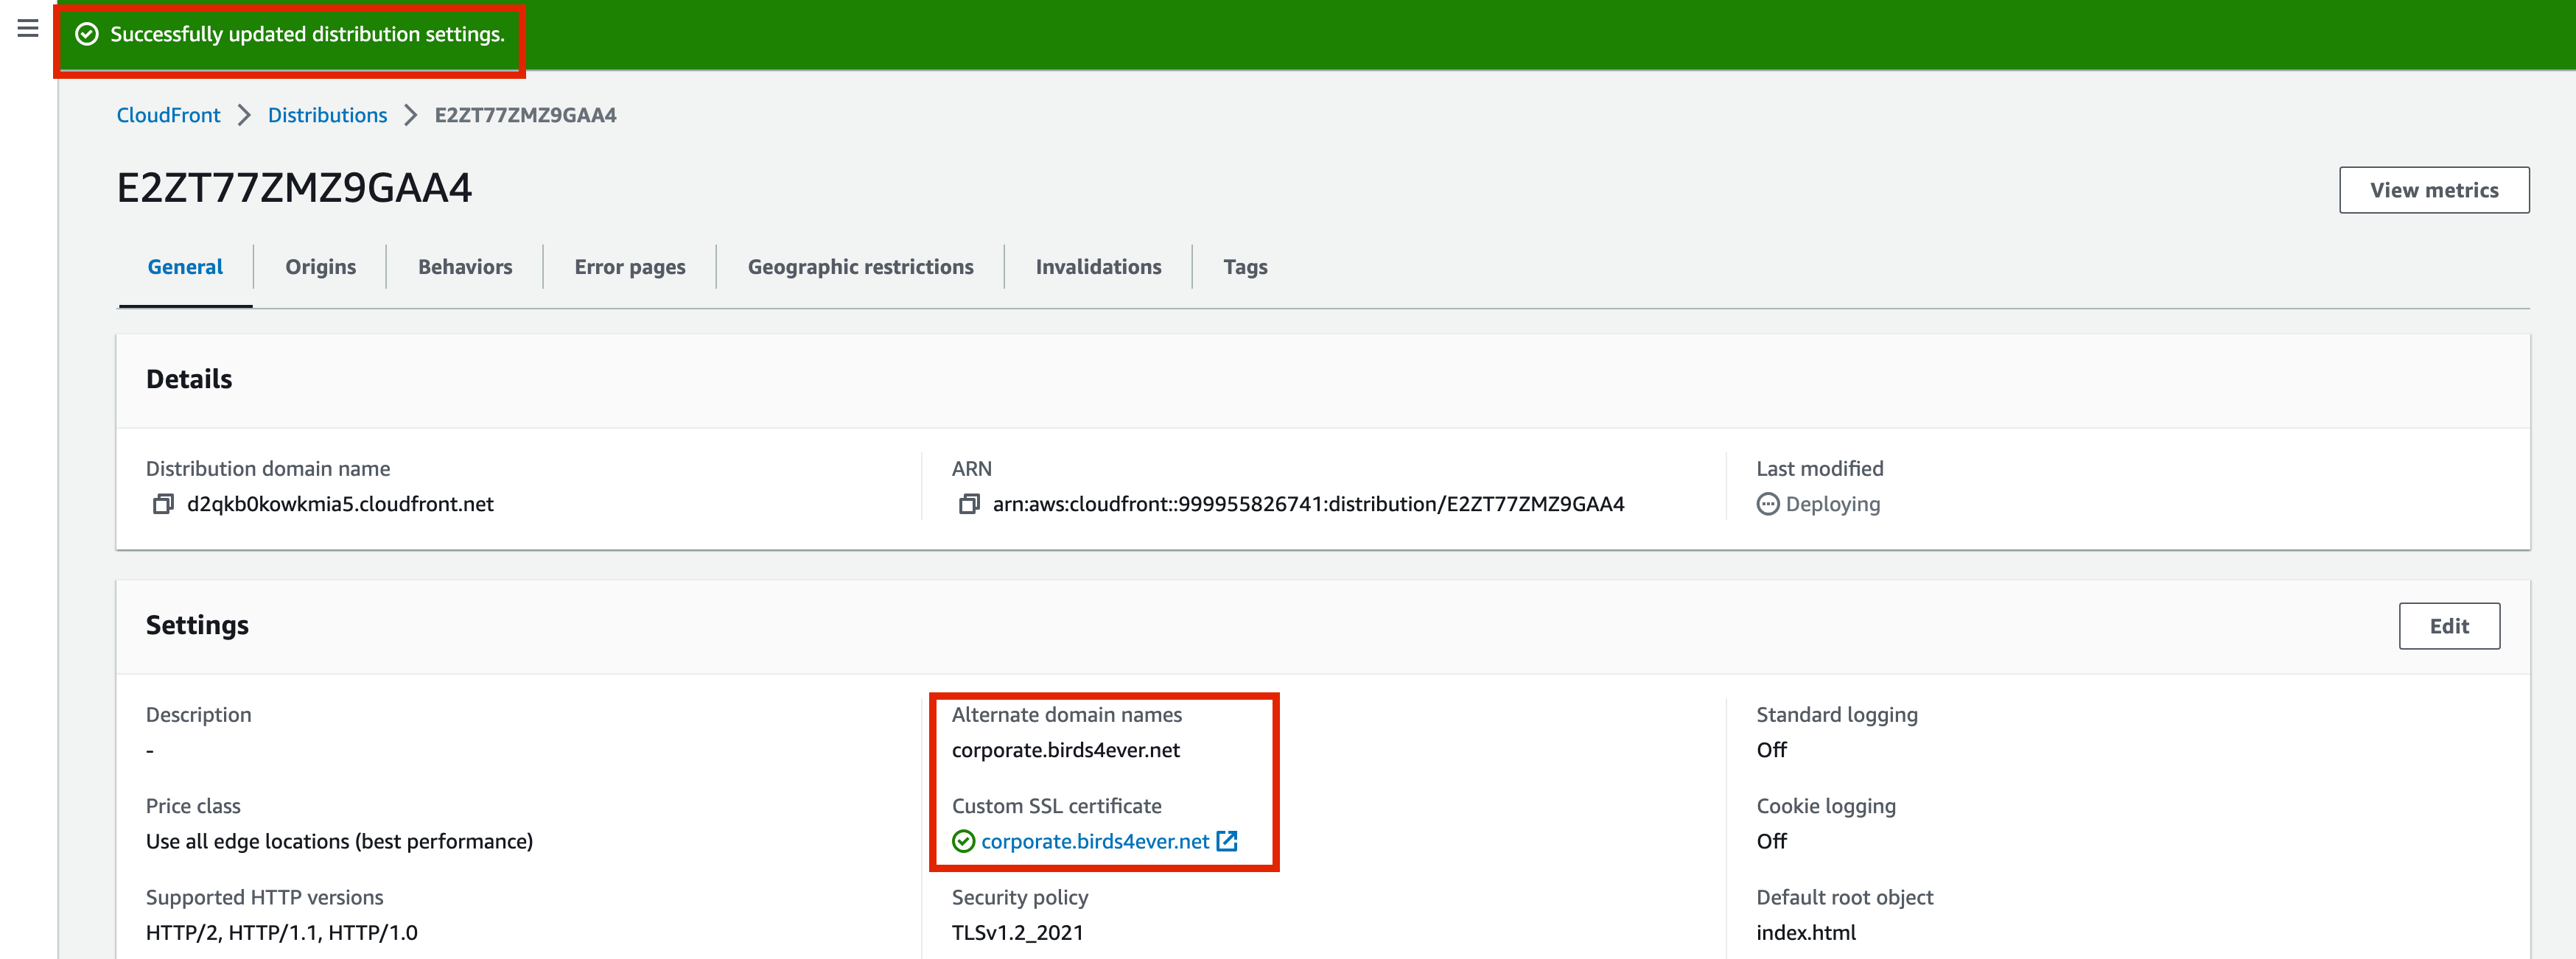 Successfully updated distribution settings.
CloudFront Distributions E2ZT77ZMZ9GAA4
E2ZT77ZMZ9GAA4
View metrics
General Origins Behaviors Error pages Geographic restrictions Invalidations Tags
Details
Distribution domain name
d2qkb0kowkmia5.cloudfront.net
ARN
arn:aws:cloudfront::999955826741:distribution/E2ZT77ZMZ9GAA4
Last modified
Deploying
Settings
Edit
Description
-
Price class
Use all edge locations (best performance)
Supported HTTP versions
HTTP/2, HTTP/1.1, HTTP/1.0
Alternate domain names
corporate.birds4ever.net
Custom SSL certificate
corporate.birds4ever.net
Security policy
TLSv1.2_2021
Standard logging
Off
Cookie logging
Off
Default root object
index.html